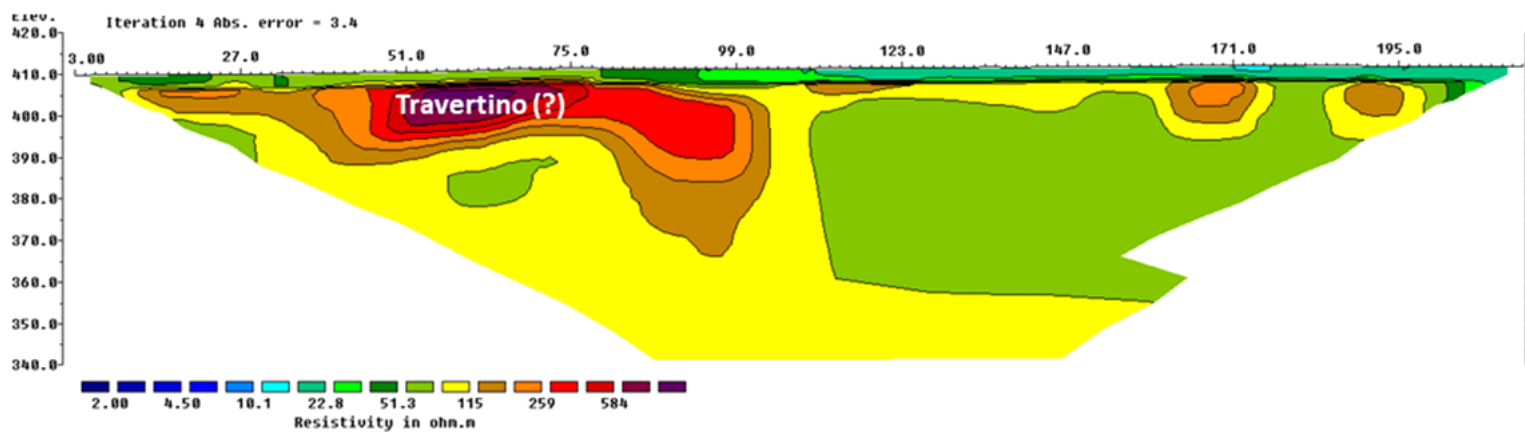 Elev.
Iteration 4 Abs. error = 3.4
420.0
3.00 27.0 51.0 75.0 99.0 123.0 147.0 171.0 195.0
410.0
Travertino (?)
400.0
390.0
380.0
370.0
360.0
350.0
340.0
2.00 4.50 10.1 22.8 51.3 115 259 584
Resistivity in ohm.m